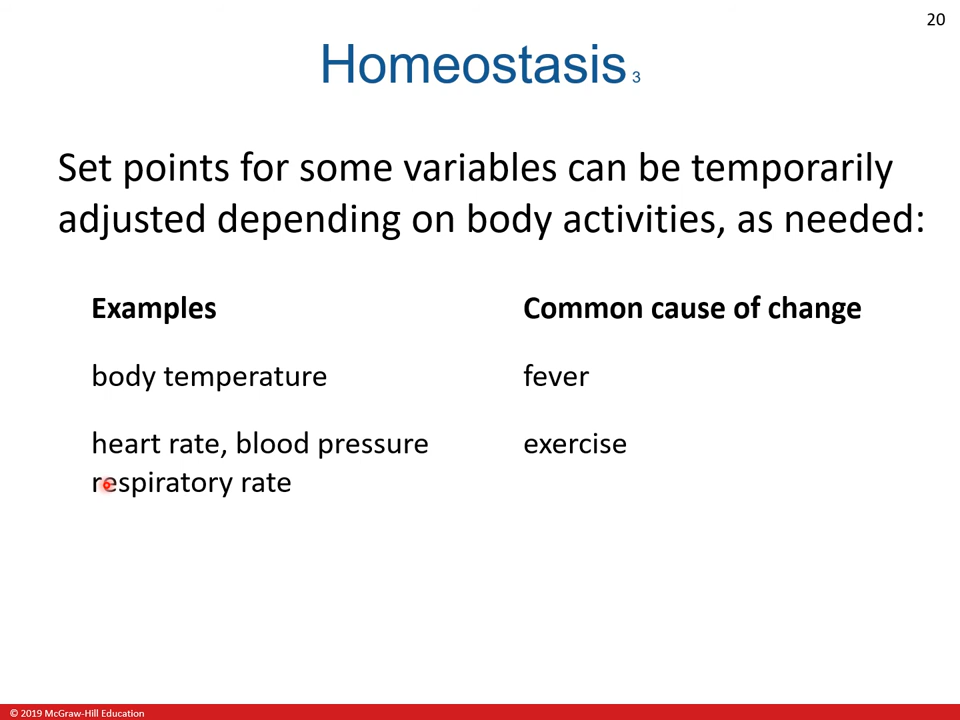 20
Homeostasis 3
Set points for some variables can be temporarily
adjusted depending on body activities, as needed:
Examples Common cause of change
body temperature fever
heart rate, blood pressure exercise
respiratory rate
© 2019 McGraw-Hill Education